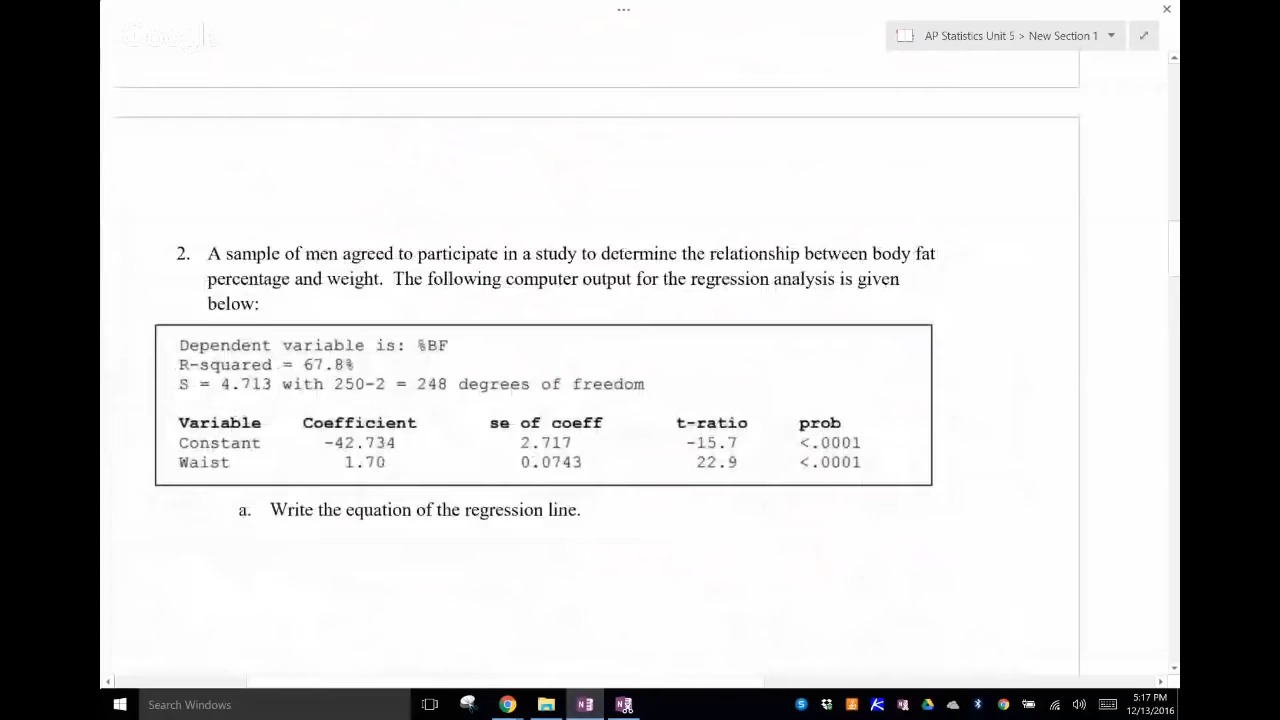 ...
Google
AP Statistics Unit 5 > New Section 1
2. A sample of men agreed to participate in a study to determine the relationship between body fat
percentage and weight. The following computer output for the regression analysis is given
below:
Dependent variable is: %BF
R-squared = 67.8%
S = 4.713 with 250-2 = 248 degrees of freedom
Variable Coefficient se of coeff t-ratio prob
Constant -42.734 2.717 -15.7 <.0001
Waist 1.70 0.0743 22.9 <.0001
a. Write the equation of the regression line.
Search Windows
5:17 PM
12/13/2016